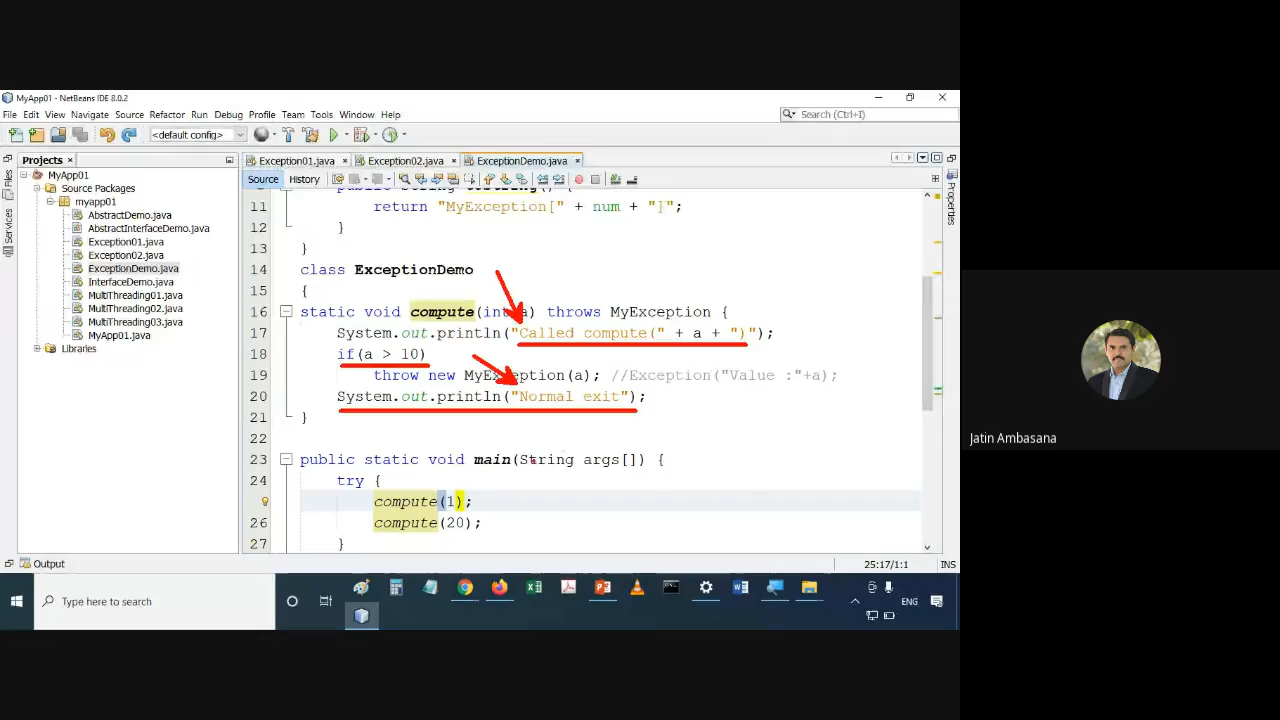 MyApp01 - NetBeans IDE 8.0.2
File Edit View Navigate Source Refactor Run Debug Profile Team Tools Window Help
Search (Ctrl+I)
<default config>
Projects
Exception01.java
Exception02.java
ExceptionDemo.java
Files
Services
Properties
MyApp01
Source Packages
myapp01
AbstractDemo.java
AbstractInterfaceDemo.java
Exception01.java
Exception02.java
ExceptionDemo.java
InterfaceDemo.java
MultiThreading01.java
MultiThreading02.java
MultiThreading03.java
MyApp01.java
Libraries
Source History
11 return "MyException[" + num + "]";
12 }
13 }
14 class ExceptionDemo
15 {
16 static void compute(int a) throws MyException {
17 System.out.println("Called compute(" + a + ")");
18 if(a > 10)
19 throw new MyException(a); //Exception("Value :"+a);
20 System.out.println("Normal exit");
21 }
22
23 public static void main(String args[]) {
24 try {
compute(1);
26 compute(20);
27 }
Output
25:17/1:1 INS
Type here to search
ENG
Jatin Ambasana